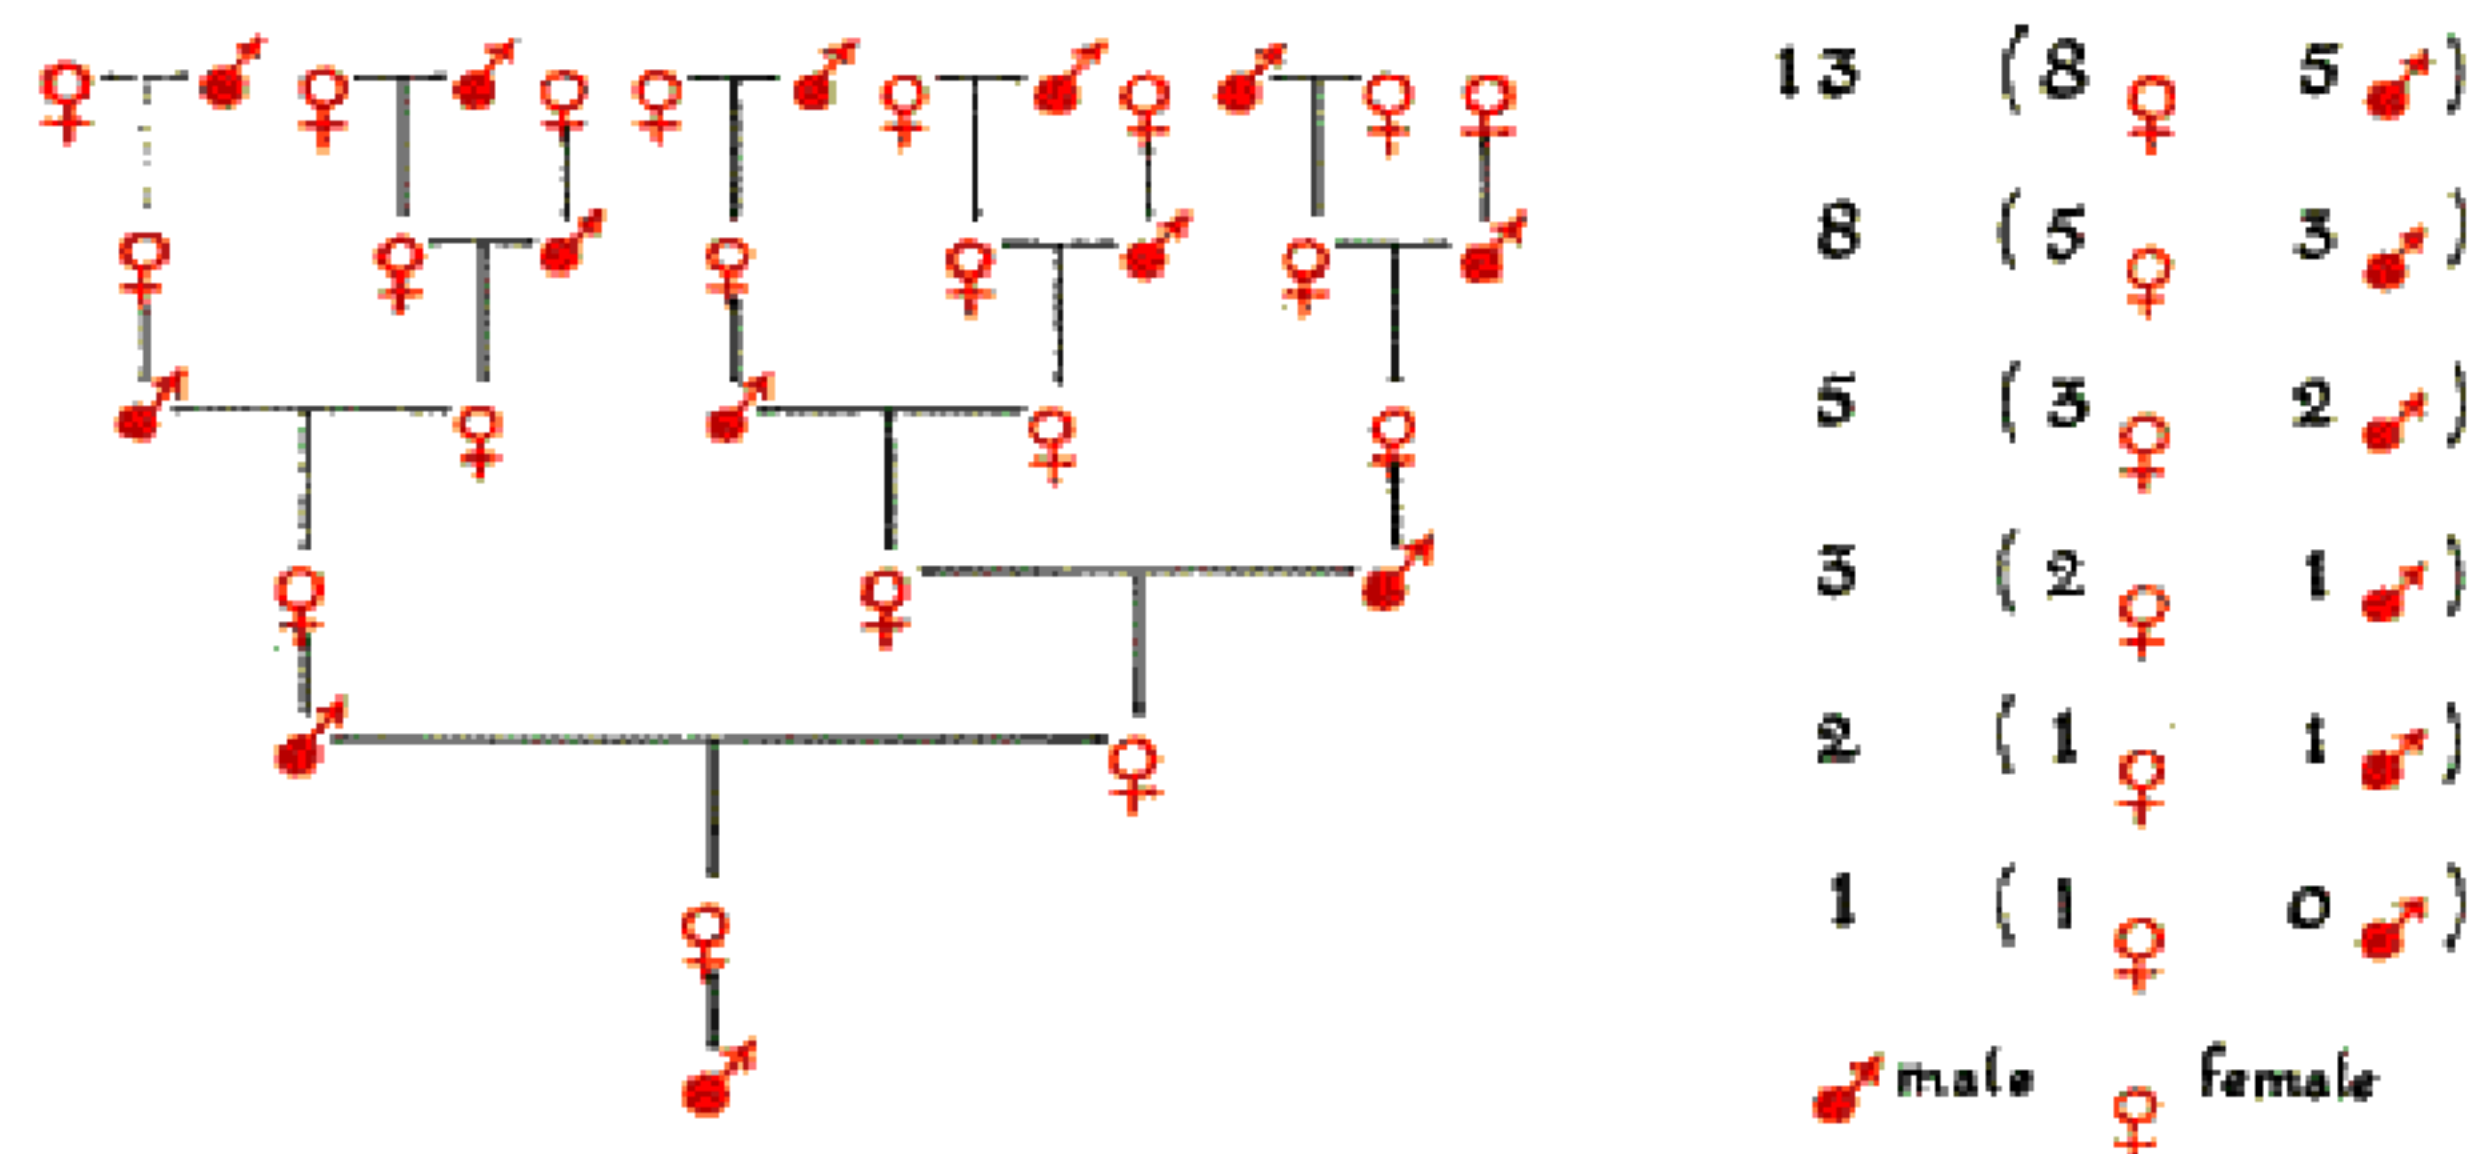 13 (8 ♀ 5 ♂)
8 (5 ♀ 3 ♂)
5 (3 ♀ 2 ♂)
3 (2 ♀ 1 ♂)
2 (1 ♀ 1 ♂)
1 (1 ♀ 0 ♂)
♂ male ♀ female